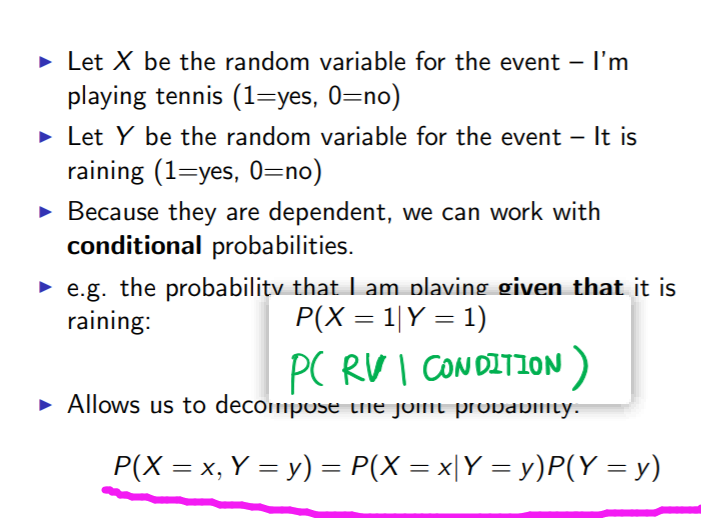 ► Let X be the random variable for the event – I'm
playing tennis (1=yes, 0=no)
► Let Y be the random variable for the event – It is
raining (1=yes, 0=no)
► Because they are dependent, we can work with
conditional probabilities.
► e.g. the probability that I am playing given that it is
raining:
P(X = 1|Y = 1)
P( RV | CONDITION )
► Allows us to decompose the joint probability:
P(X = x, Y = y) = P(X = x|Y = y)P(Y = y)